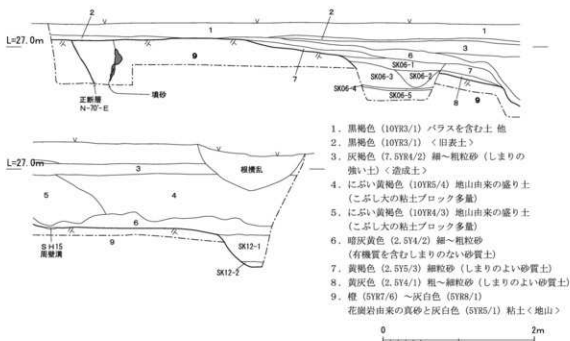 2
1
2
1
L=27.0m
9
7
6
3
SK06-1
SK06-3
SK06-2
7
SK06-4
SK06-5
8
9
正断層
N-70°-E
噴砂
L=27.0m
3
根撹乱
5
4
6
9
SH15
周壁溝
SK12-1
SK12-2
1. 黒褐色 (10YR3/1) バラスを含む土 他
2. 黒褐色 (10YR3/1) <旧表土>
3. 灰褐色 (7.5YR4/2) 細~粗粒砂 (しまりの
強い土) <造成土>
4. にぶい黄褐色 (10YR5/4) 地山由来の盛り土
(こぶし大の粘土ブロック多量)
5. にぶい黄褐色 (10YR4/3) 地山由来の盛り土
(こぶし大の粘土ブロック多量)
6. 暗灰黄色 (2.5Y4/2) 細~粗粒砂
(有機質を含むしまりのない砂質土)
7. 黄褐色 (2.5Y5/3) 細粒砂 (しまりのよい砂質土)
8. 黄灰色 (2.5Y4/1) 粗~細粒砂 (しまりのよい砂質土)
9. 橙 (5YR7/6) ~灰白色 (5YR8/1)
花崗岩由来の真砂と灰白色 (5YR5/1) 粘土<地山>
0
2m